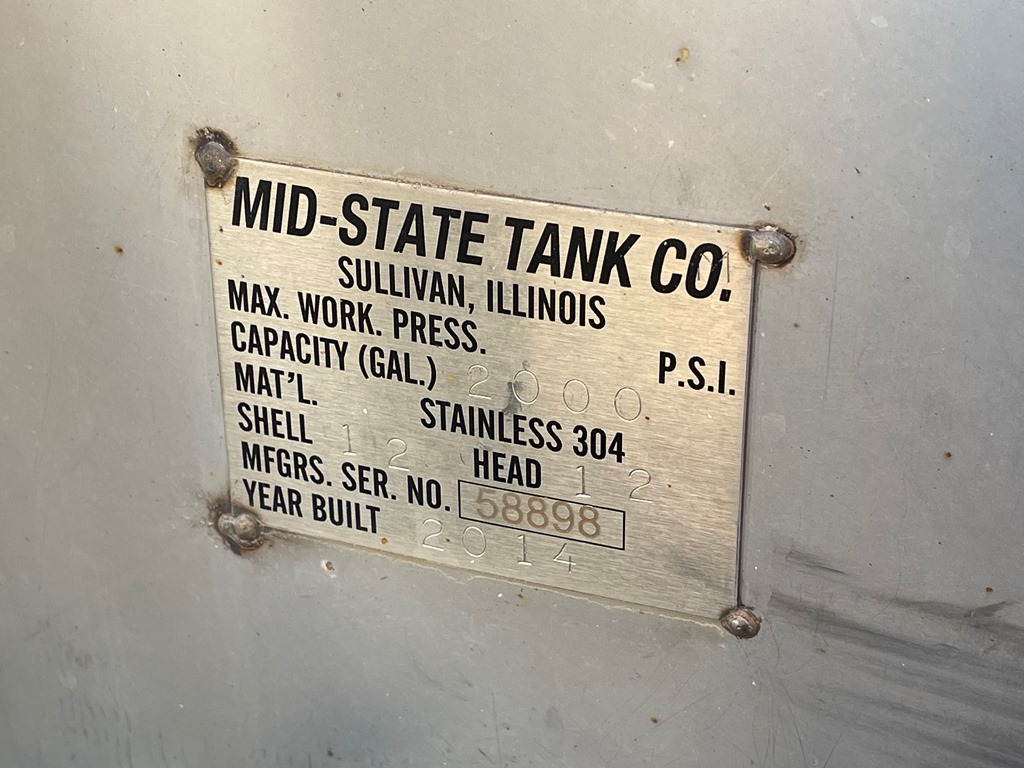 MID-STATE TANK CO.
SULLIVAN, ILLINOIS
MAX. WORK. PRESS. P.S.I.
CAPACITY (GAL.) 2000
MAT'L. STAINLESS 304
SHELL 12 HEAD 12
MFGRS. SER. NO. 58898
YEAR BUILT 2014